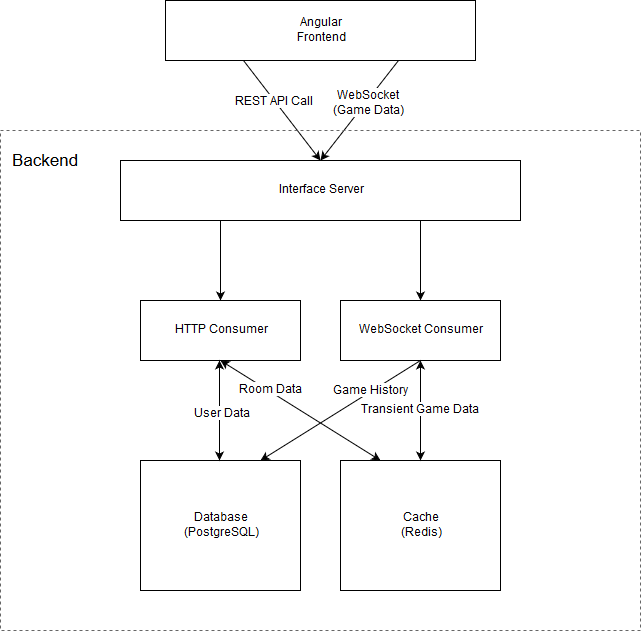 Angular
Frontend
REST API Call
WebSocket
(Game Data)
Backend
Interface Server
HTTP Consumer
WebSocket Consumer
Room Data
Game History
User Data
Transient Game Data
Database
(PostgreSQL)
Cache
(Redis)